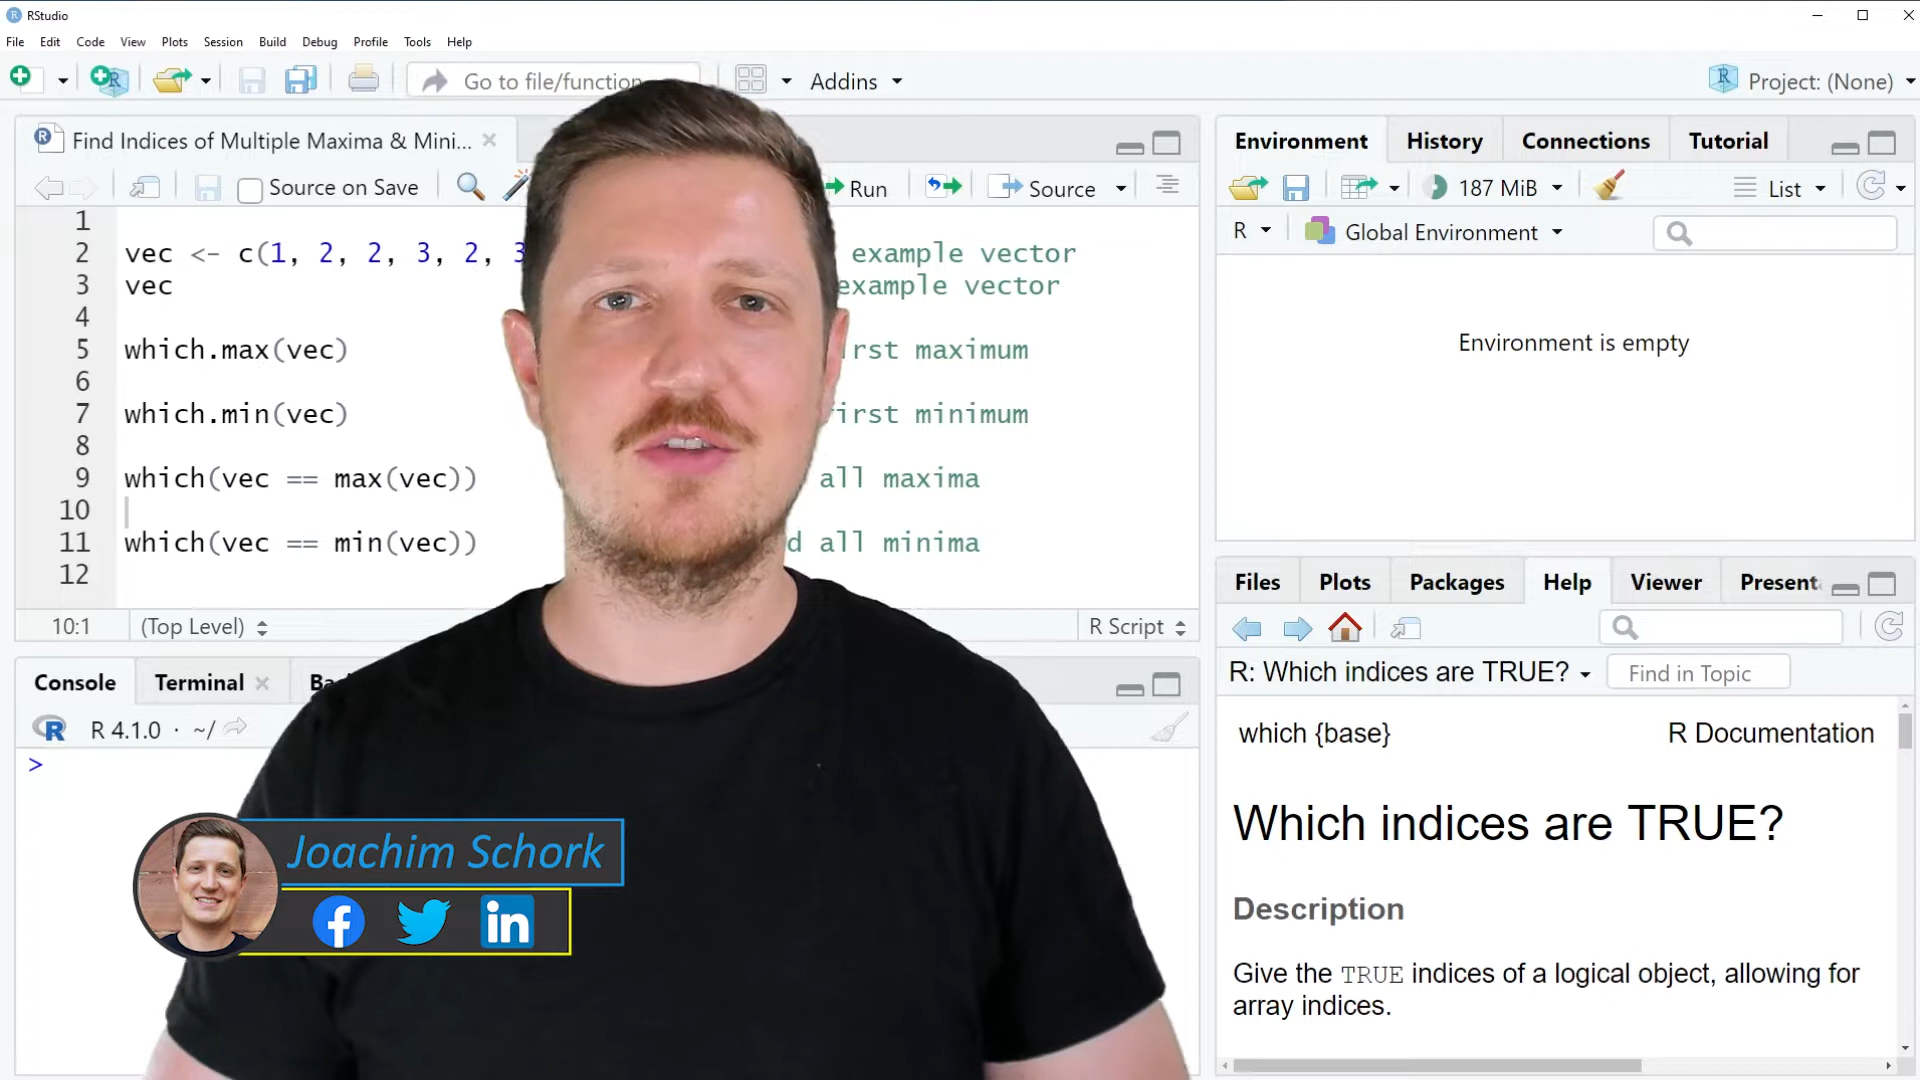 RStudio
File Edit Code View Plots Session Build Debug Profile Tools Help
Go to file/function Addins Project: (None)
Find Indices of Multiple Maxima & Mini...
Source on Save Run Source
1
2 vec <- c(1, 2, 2, 3, 2, 3 example vector
3 vec example vector
4
5 which.max(vec) irst maximum
6
7 which.min(vec) first minimum
8
9 which(vec == max(vec)) all maxima
10
11 which(vec == min(vec)) d all minima
12
10:1 (Top Level) R Script
Console Terminal
R 4.1.0 · ~/
>
Joachim Schork
f in
Environment History Connections Tutorial
187 MiB List
R Global Environment
Environment is empty
Files Plots Packages Help Viewer Present
R: Which indices are TRUE? Find in Topic
which {base} R Documentation
Which indices are TRUE?
Description
Give the TRUE indices of a logical object, allowing for
array indices.